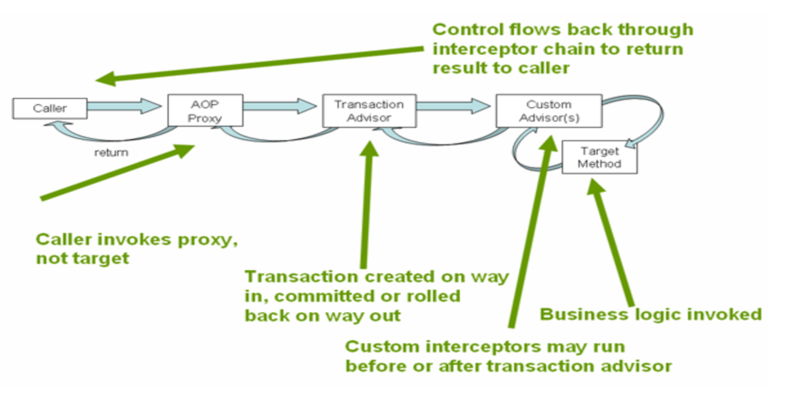 Control flows back through
interceptor chain to return
result to caller
Caller
AOP
Proxy
Transaction
Advisor
Custom
Advisor(s)
Target
Method
return
Caller invokes proxy,
not target
Transaction created on way
in, committed or rolled
back on way out
Business logic invoked
Custom interceptors may run
before or after transaction advisor